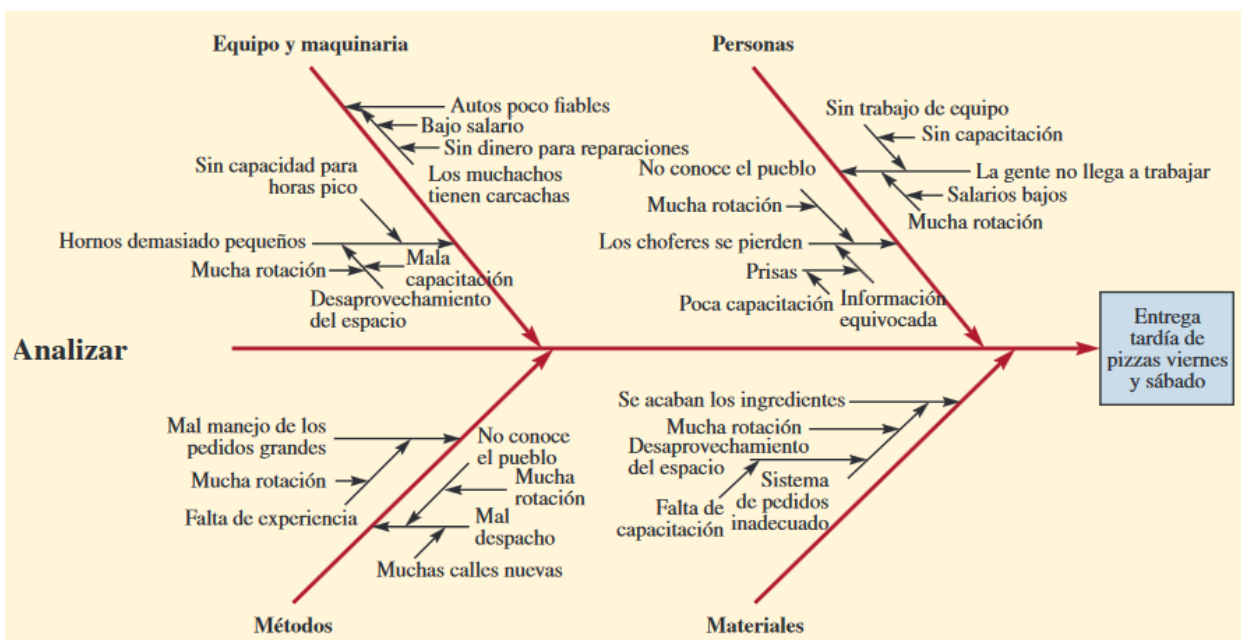 Equipo y maquinaria
Autos poco fiables
Bajo salario
Sin dinero para reparaciones
Los muchachos
tienen carcachas
Sin capacidad para
horas pico
Hornos demasiado pequeños
Mucha rotación
Mala
capacitación
Desaprovechamiento
del espacio
Personas
Sin trabajo de equipo
Sin capacitación
La gente no llega a trabajar
Salarios bajos
Mucha rotación
No conoce el pueblo
Mucha rotación
Los choferes se pierden
Prisas
Poca capacitación
Información
equivocada
Analizar
Entrega
tardía de
pizzas viernes
y sábado
Mal manejo de los
pedidos grandes
Mucha rotación
Falta de experiencia
No conoce
el pueblo
Mucha
rotación
Mal
despacho
Muchas calles nuevas
Métodos
Se acaban los ingredientes
Mucha rotación
Desaprovechamiento
del espacio
Falta de
capacitación
Sistema
de pedidos
inadecuado
Materiales